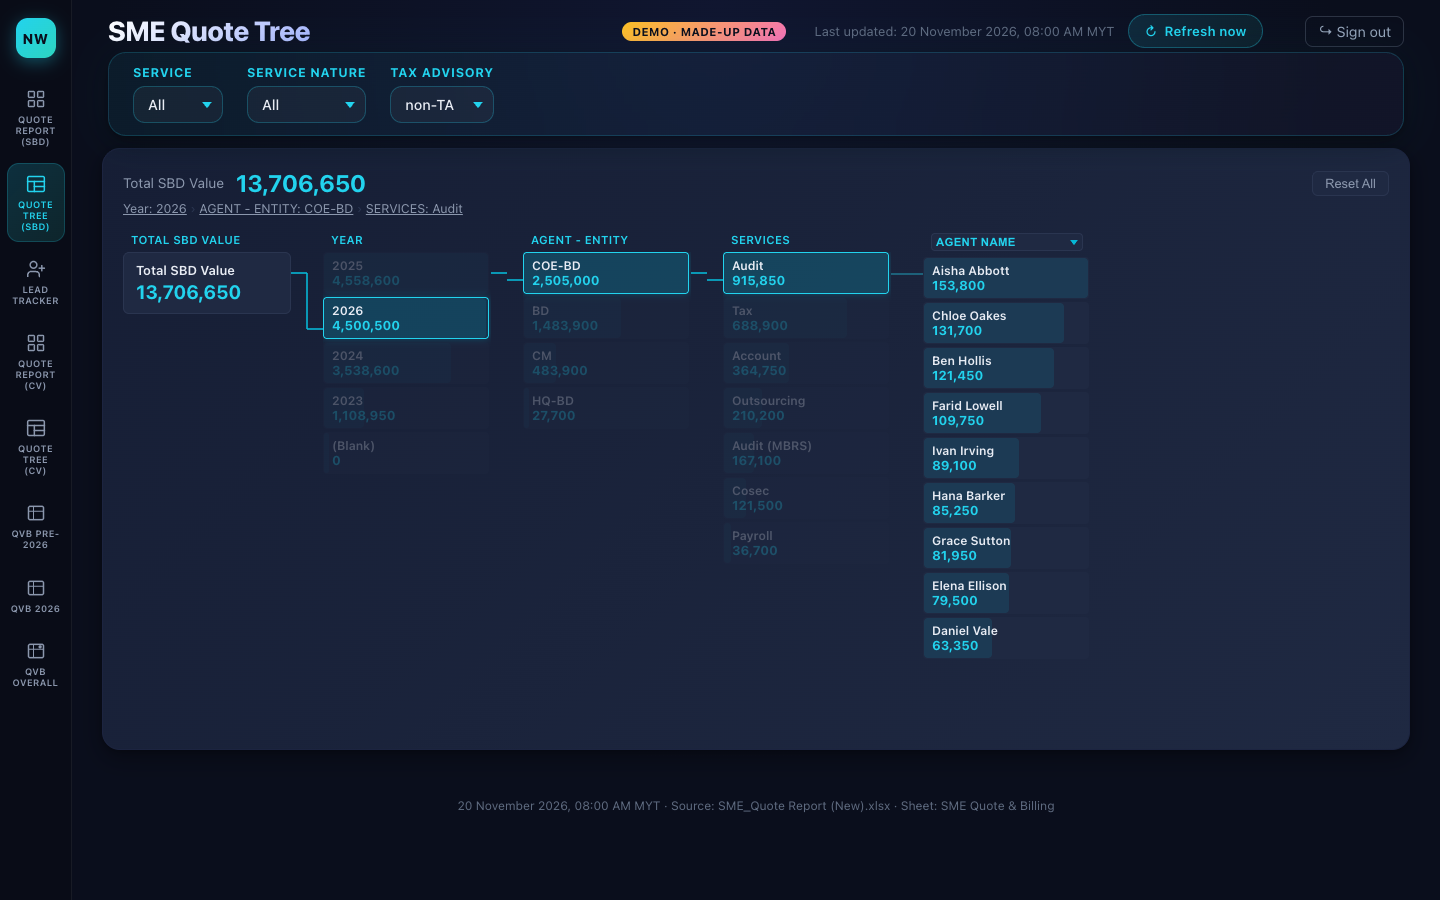 NW
SME Quote Tree
DEMO · MADE-UP DATA
Last updated: 20 November 2026, 08:00 AM MYT
↻ Refresh now
↪ Sign out
QUOTE
REPORT
(SBD)
QUOTE
TREE
(SBD)
LEAD
TRACKER
QUOTE
REPORT
(CV)
QUOTE
TREE
(CV)
QVB PRE-
2026
QVB 2026
QVB
OVERALL
SERVICE
All
SERVICE NATURE
All
TAX ADVISORY
non-TA
Total SBD Value 13,706,650
Reset All
Year: 2026 › AGENT - ENTITY: COE-BD › SERVICES: Audit
TOTAL SBD VALUE
Total SBD Value
13,706,650
YEAR
2025
4,558,600
2026
4,500,500
2024
3,538,600
2023
1,108,950
(Blank)
0
AGENT - ENTITY
COE-BD
2,505,000
BD
1,483,900
CM
483,900
HQ-BD
27,700
SERVICES
Audit
915,850
Tax
688,900
Account
364,750
Outsourcing
210,200
Audit (MBRS)
167,100
Cosec
121,500
Payroll
36,700
AGENT NAME
Aisha Abbott
153,800
Chloe Oakes
131,700
Ben Hollis
121,450
Farid Lowell
109,750
Ivan Irving
89,100
Hana Barker
85,250
Grace Sutton
81,950
Elena Ellison
79,500
Daniel Vale
63,350
20 November 2026, 08:00 AM MYT · Source: SME_Quote Report (New).xlsx · Sheet: SME Quote & Billing